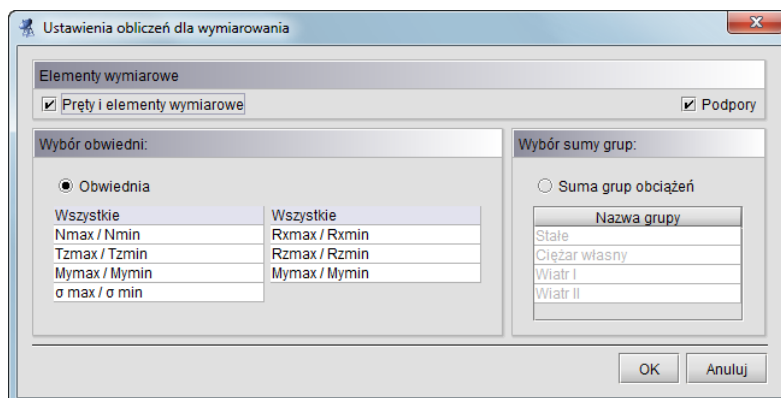 Ustawienia obliczeń dla wymiarowania
Elementy wymiarowe
Pręty i elementy wymiarowe
Podpory
Wybór obwiedni:
Obwiednia
Wszystkie
Nmax / Nmin
Tzmax / Tzmin
Mymax / Mymin
σ max / σ min
Wszystkie
Rxmax / Rxmin
Rzmax / Rzmin
Mymax / Mymin
Wybór sumy grup:
Suma grup obciążeń
Nazwa grupy
Stałe
Ciężar własny
Wiatr I
Wiatr II
OK
Anuluj